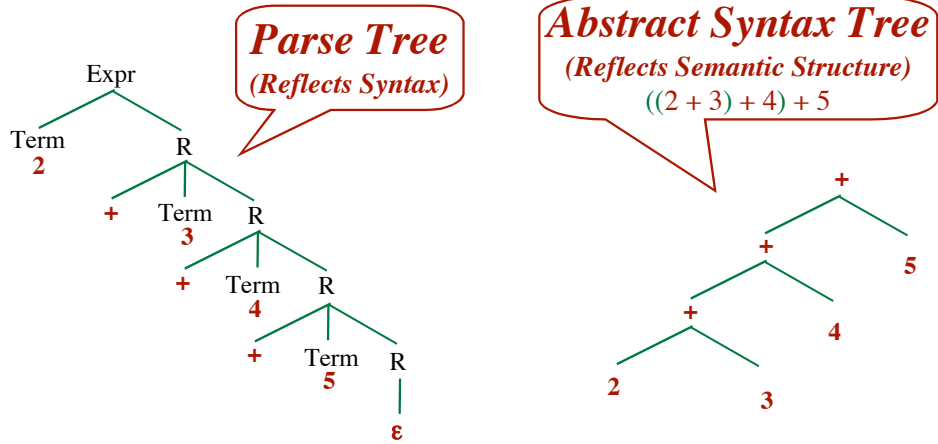 Parse Tree
(Reflects Syntax)
Abstract Syntax Tree
(Reflects Semantic Structure)
((2 + 3) + 4) + 5
Expr
Term R
2
+ Term R
3
+ Term R
4
+ Term R
5
ε
+
+ 5
+ 4
2 3